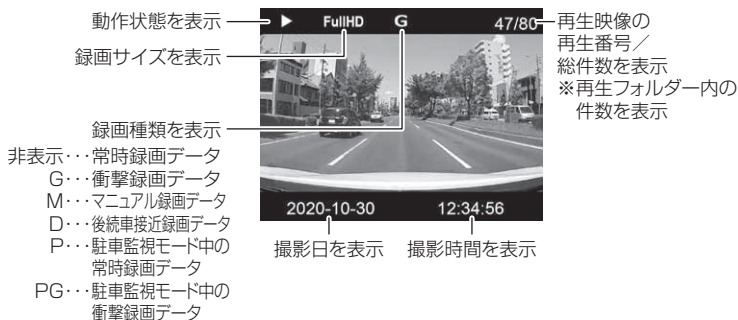 動作状態を表示
録画サイズを表示
録画種類を表示
非表示･･･常時録画データ
G･･･衝撃録画データ
M･･･マニュアル録画データ
D･･･後続車接近録画データ
P･･･駐車監視モード中の
常時録画データ
PG･･･駐車監視モード中の
衝撃録画データ
FullHD G 47/80
2020-10-30 12:34:56
撮影日を表示 撮影時間を表示
再生映像の
再生番号／
総件数を表示
※再生フォルダー内の
件数を表示